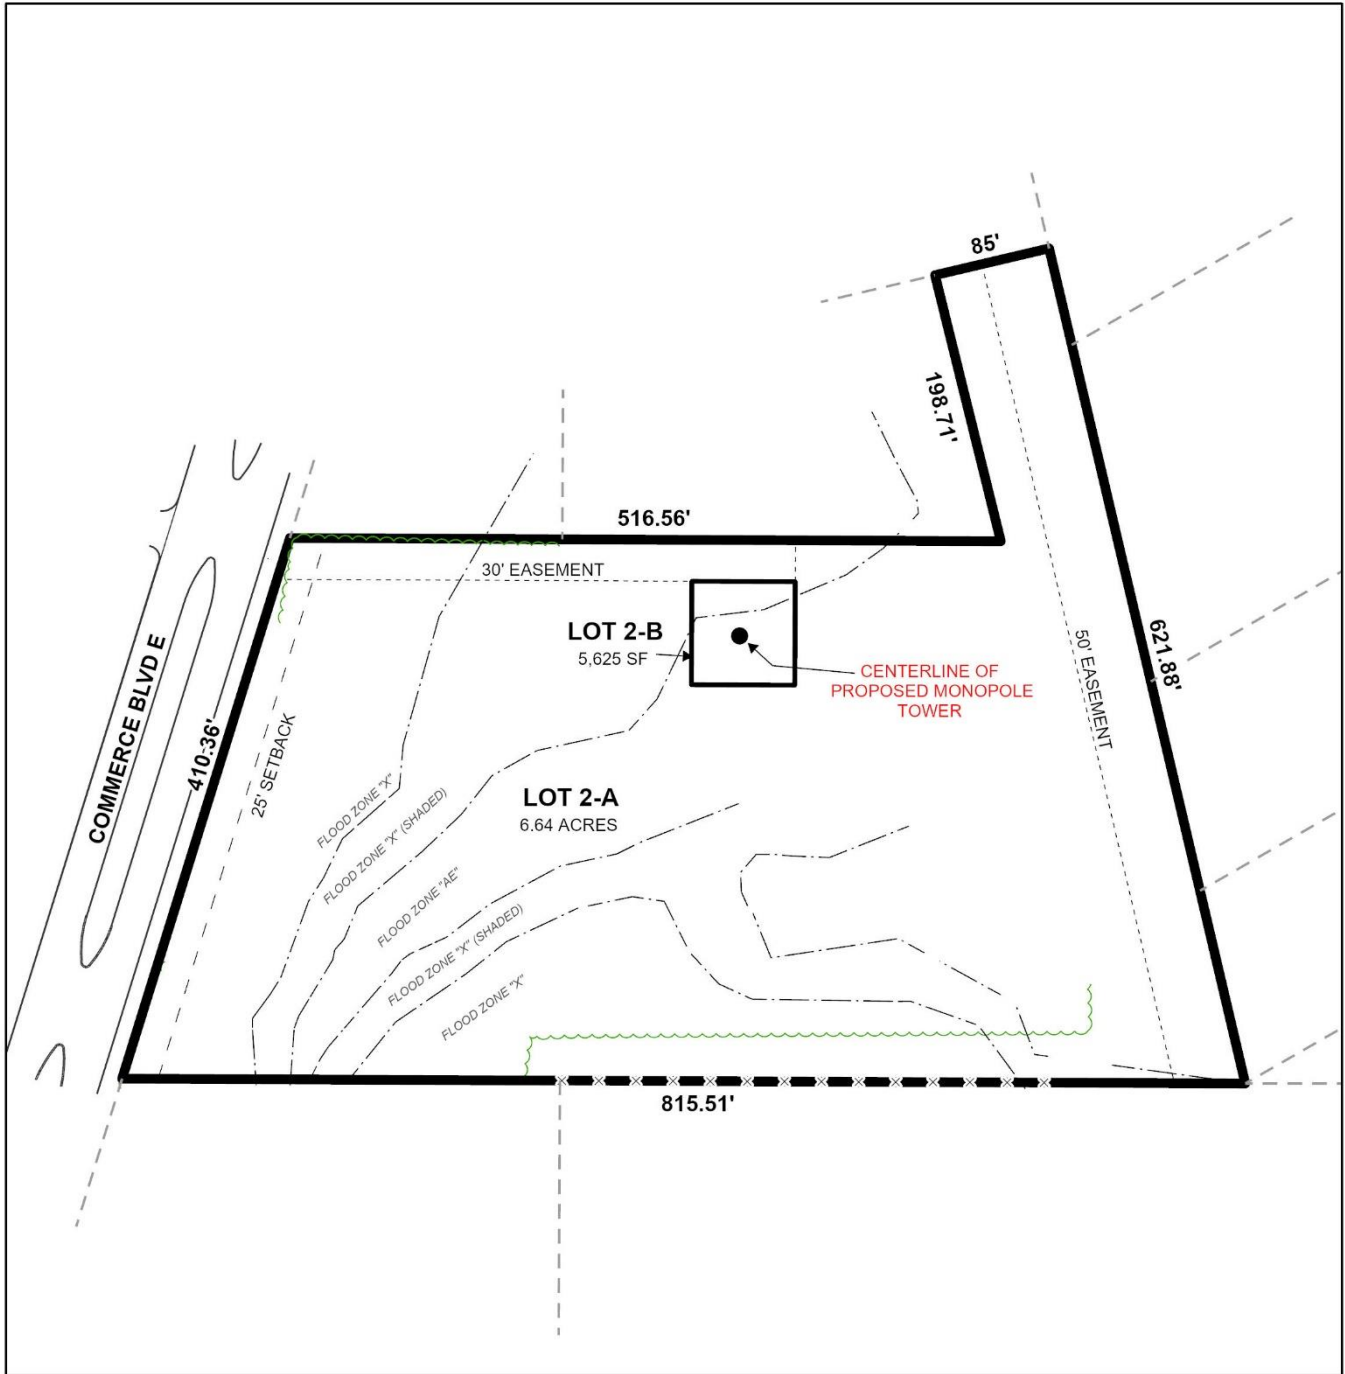 85'
198.71'
516.56'
30' EASEMENT
LOT 2-B
5,625 SF
CENTERLINE OF
PROPOSED MONOPOLE
TOWER
50' EASEMENT
621.88'
COMMERCE BLVD E
410.36'
25' SETBACK
FLOOD ZONE "X"
FLOOD ZONE "X" (SHADED)
LOT 2-A
6.64 ACRES
FLOOD ZONE "AE"
FLOOD ZONE "X" (SHADED)
FLOOD ZONE "X"
815.51'